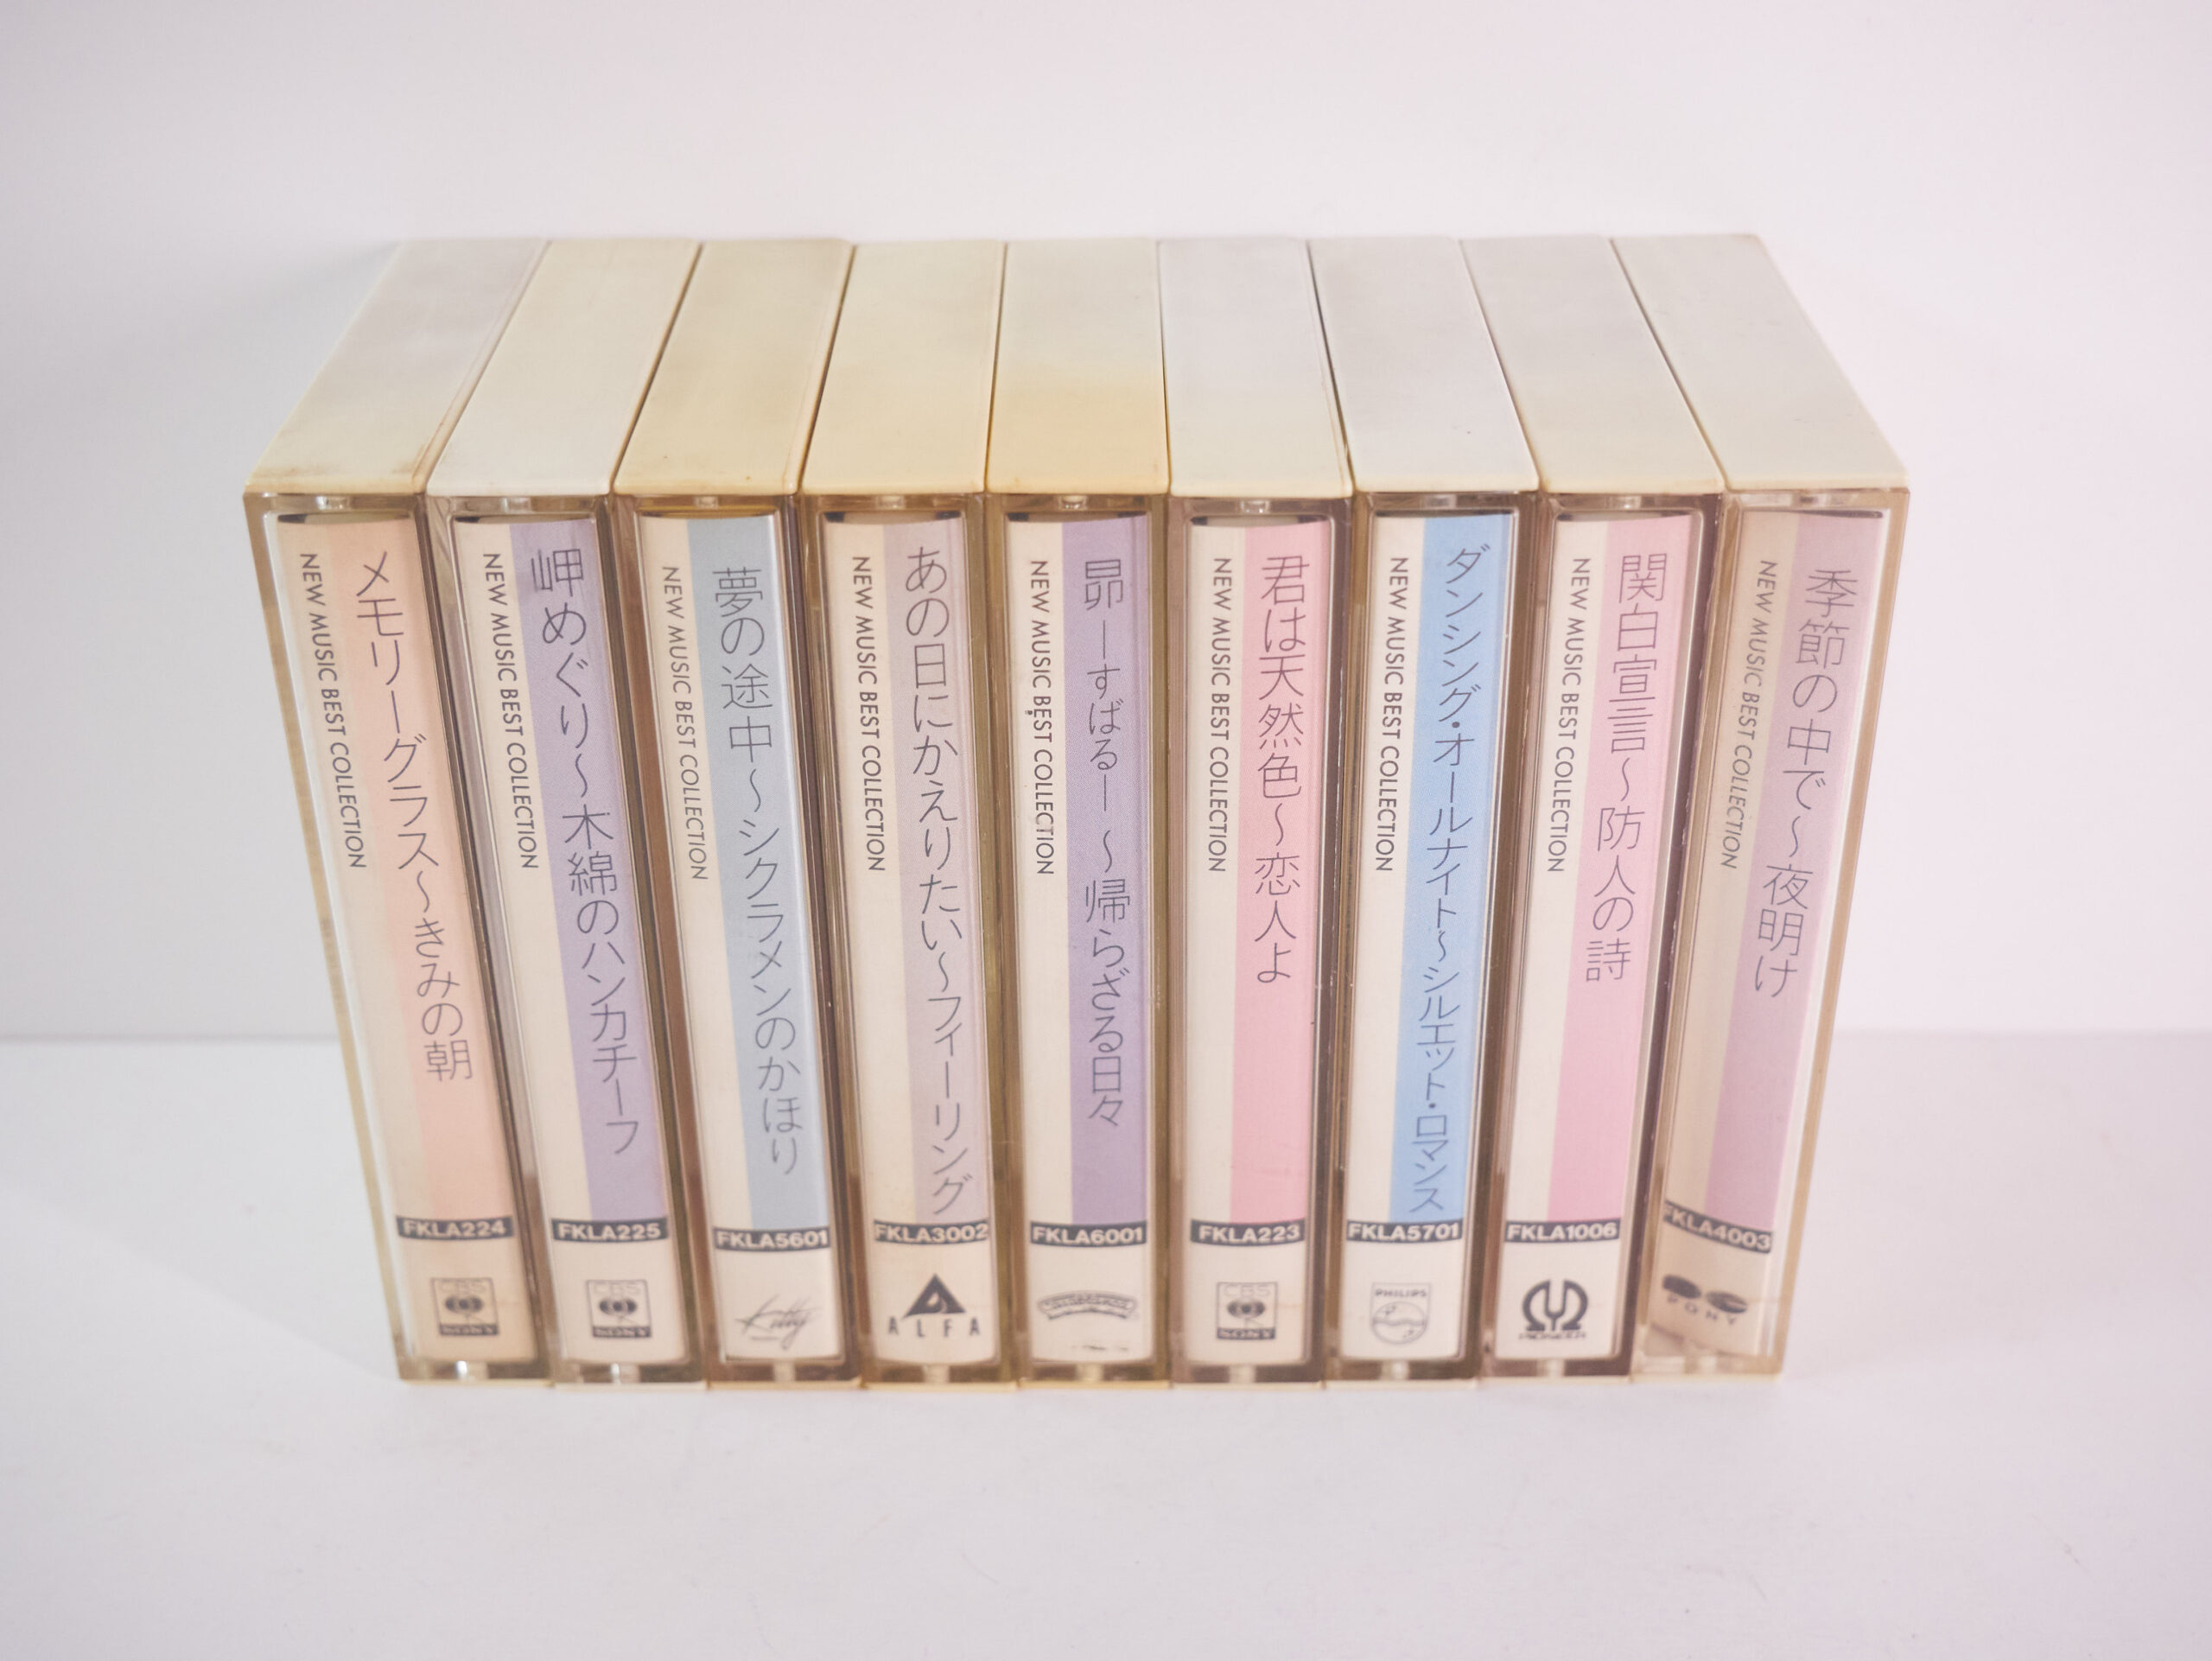 メモリーグラス～きみの朝
NEW MUSIC BEST COLLECTION
FKLA224
CBS
SONY
岬めぐり～木綿のハンカチーフ
NEW MUSIC BEST COLLECTION
FKLA225
CBS
SONY
夢の途中～シクラメンのかほり
NEW MUSIC BEST COLLECTION
FKLA5601
Kitty
あの日にかえりたい～フィーリング
NEW MUSIC BEST COLLECTION
FKLA3002
ALFA
昴―すばる―～帰らざる日々
NEW MUSIC BEST COLLECTION
FKLA6001
君は天然色～恋人よ
NEW MUSIC BEST COLLECTION
FKLA223
CBS
SONY
ダンシング・オールナイト～シルエット・ロマンス
NEW MUSIC BEST COLLECTION
FKLA5701
PHILIPS
関白宣言～防人の詩
NEW MUSIC BEST COLLECTION
FKLA1006
PIONEER
季節の中で～夜明け
NEW MUSIC BEST COLLECTION
FKLA4003
PONY